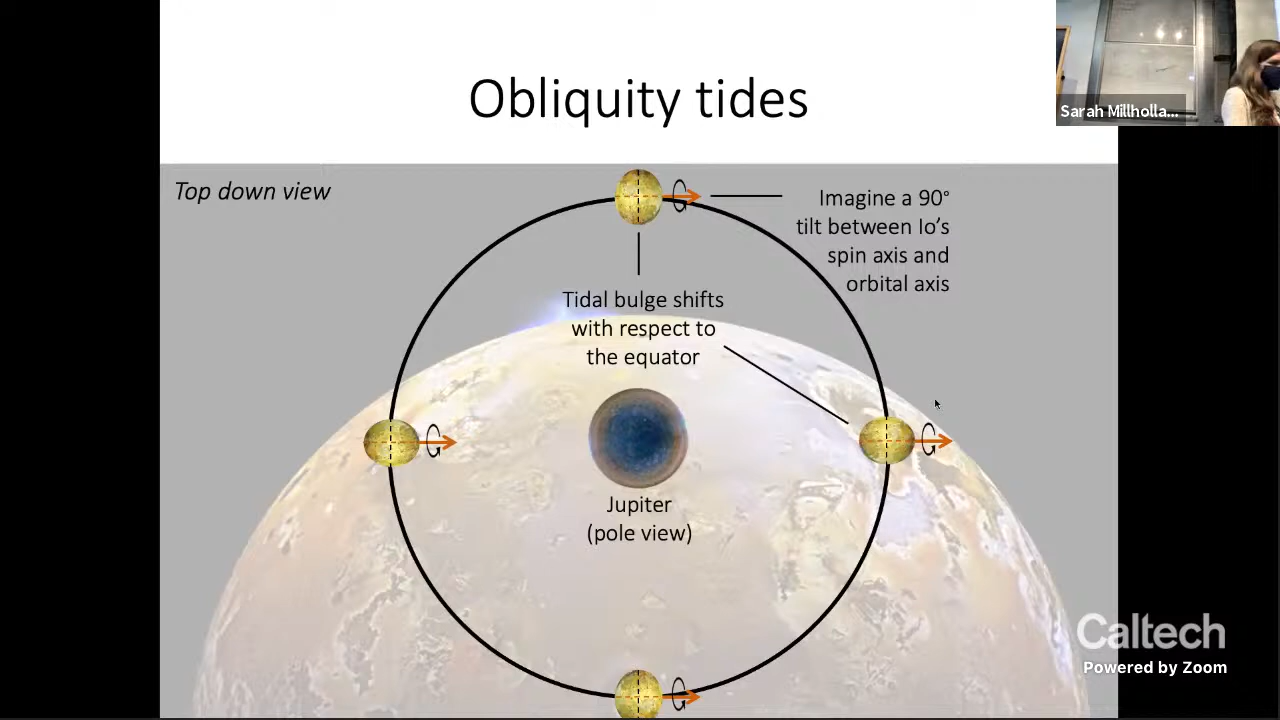 Obliquity tides
Sarah Millholla...
Top down view
Imagine a 90°
tilt between Io's
spin axis and
orbital axis
Tidal bulge shifts
with respect to
the equator
Jupiter
(pole view)
Caltech
Powered by Zoom